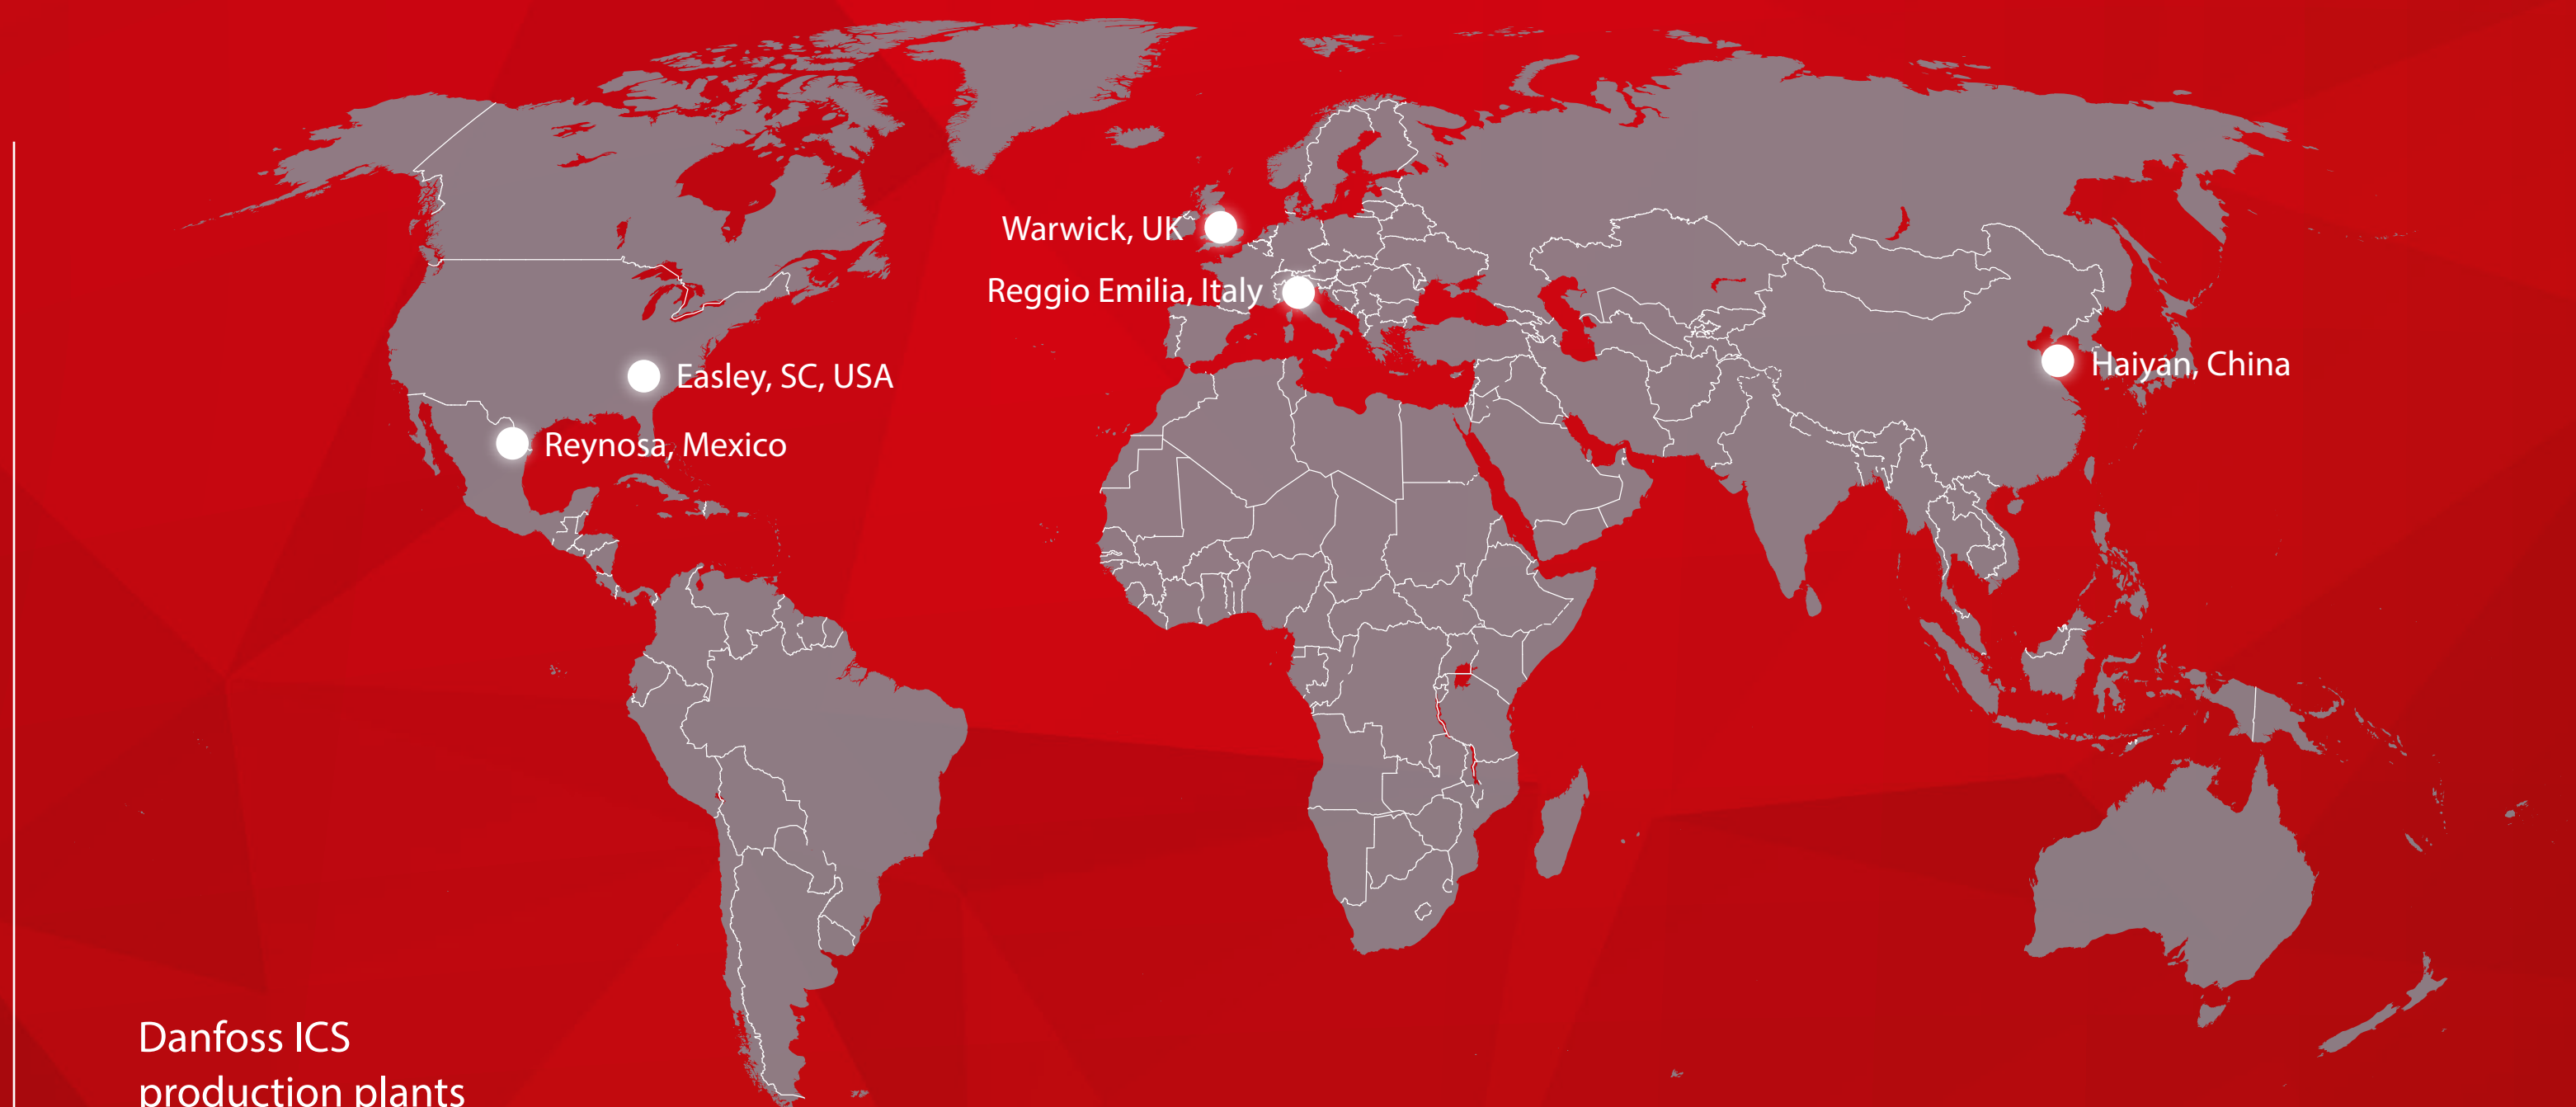 Warwick, UK
Reggio Emilia, Italy
Easley, SC, USA
Haiyan, China
Reynosa, Mexico
Danfoss ICS
production plants